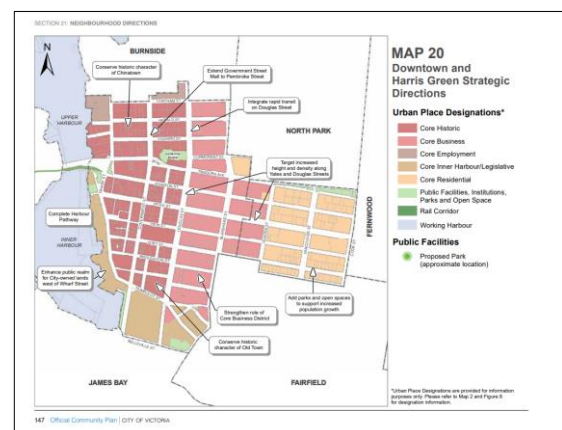 SECTION 21: NEIGHBOURHOOD DIRECTIONS
N
BURNSIDE
Conserve historic character
of Chinatown
Extend Government Street
Mall to Pembroke Street
Integrate rapid transit
on Douglas Street
UPPER
HARBOUR
NORTH PARK
Target increased
height and density along
Yates and Douglas Streets
Complete Harbour
Pathway
INNER
HARBOUR
FERNWOOD
Enhance public realm
for City-owned lands
west of Wharf Street
Strengthen role of
Core Business District
Add parks and open spaces
to support increased
population growth
Conserve historic
character of Old Town
BELLEVILLE ST
JAMES BAY
FAIRFIELD
MAP 20
Downtown and
Harris Green Strategic
Directions
Urban Place Designations*
Core Historic
Core Business
Core Employment
Core Inner Harbour/Legislative
Core Residential
Public Facilities, Institutions,
Parks and Open Space
Rail Corridor
Working Harbour
Public Facilities
Proposed Park
(approximate location)
*Urban Place Designations are provided for information
purposes only. Please refer to Map 2 and Figure 8
for designation information.
147 Official Community Plan | CITY OF VICTORIA